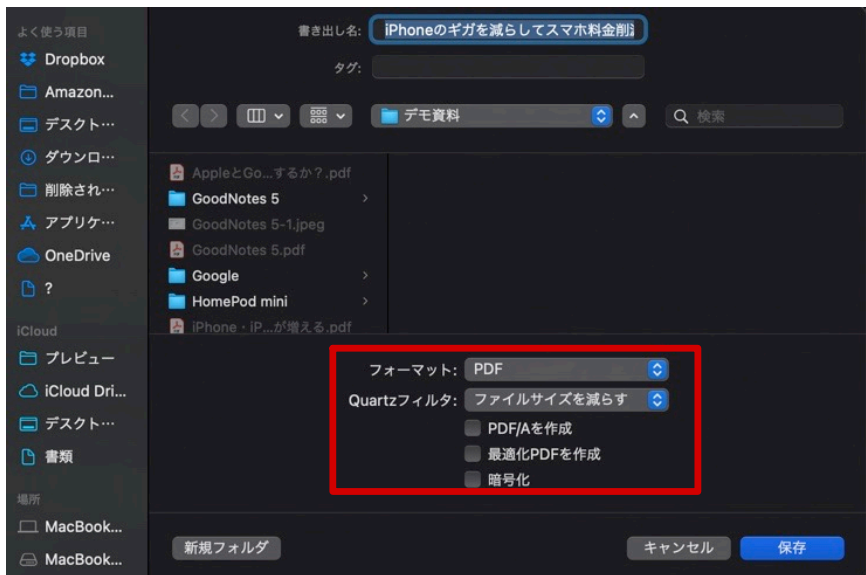 よく使う項目
Dropbox
Amazon...
デスクト…
ダウンロ…
削除され…
アプリケ…
OneDrive
?
iCloud
プレビュー
iCloud Dri...
デスクト…
書類
場所
MacBook...
MacBook...
書き出し名: iPhoneのギガを減らしてスマホ料金削
タグ:
デモ資料
検索
AppleとGo...するか？.pdf
GoodNotes 5
GoodNotes 5-1.jpeg
GoodNotes 5.pdf
Google
HomePod mini
iPhone・iP...が増える.pdf
フォーマット: PDF
Quartzフィルタ: ファイルサイズを減らす
PDF/Aを作成
最適化PDFを作成
暗号化
新規フォルダ
キャンセル
保存